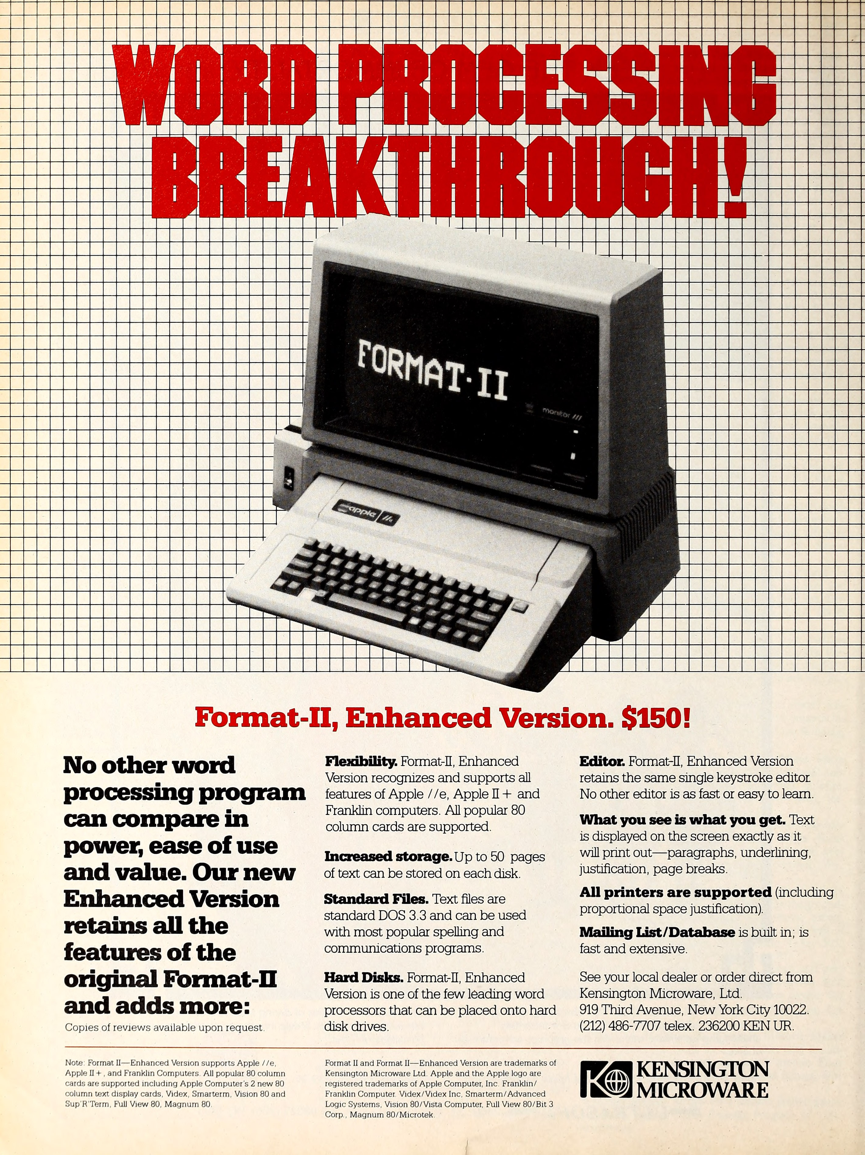 WORD PROCESSING
BREAKTHROUGH!
FORMAT-II
monitor ///
apple //e
Format-II, Enhanced Version. $150!
No other word
processing program
can compare in
power, ease of use
and value. Our new
Enhanced Version
retains all the
features of the
original Format-II
and adds more:
Copies of reviews available upon request.
Flexibility. Format-II, Enhanced
Version recognizes and supports all
features of Apple //e, Apple II + and
Franklin computers. All popular 80
column cards are supported.
Increased storage. Up to 50 pages
of text can be stored on each disk.
Standard Files. Text files are
standard DOS 3.3 and can be used
with most popular spelling and
communications programs.
Hard Disks. Format-II, Enhanced
Version is one of the few leading word
processors that can be placed onto hard
disk drives.
Editor. Format-II, Enhanced Version
retains the same single keystroke editor.
No other editor is as fast or easy to learn.
What you see is what you get. Text
is displayed on the screen exactly as it
will print out—paragraphs, underlining,
justification, page breaks.
All printers are supported (including
proportional space justification).
Mailing List/Database is built in; is
fast and extensive.
See your local dealer or order direct from
Kensington Microware, Ltd.
919 Third Avenue, New York City 10022.
(212) 486-7707 telex. 236200 KEN UR.
Note: Format II—Enhanced Version supports Apple //e,
Apple II +, and Franklin Computers. All popular 80 column
cards are supported including Apple Computer's 2 new 80
column text display cards, Videx, Smarterm, Vision 80 and
Sup'R'Term, Full View 80, Magnum 80.
Format II and Format II—Enhanced Version are trademarks of
Kensington Microware Ltd. Apple and the Apple logo are
registered trademarks of Apple Computer, Inc. Franklin/
Franklin Computer. Videx/Videx Inc, Smarterm/Advanced
Logic Systems, Vision 80/Vista Computer, Full View 80/Bit 3
Corp., Magnum 80/Microtek.
KENSINGTON
MICROWARE